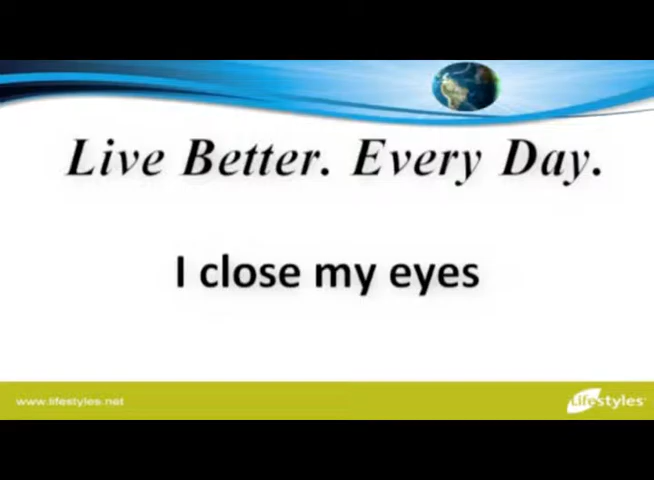 Live Better. Every Day.
I close my eyes
www.lifestyles.net
Lifestyles